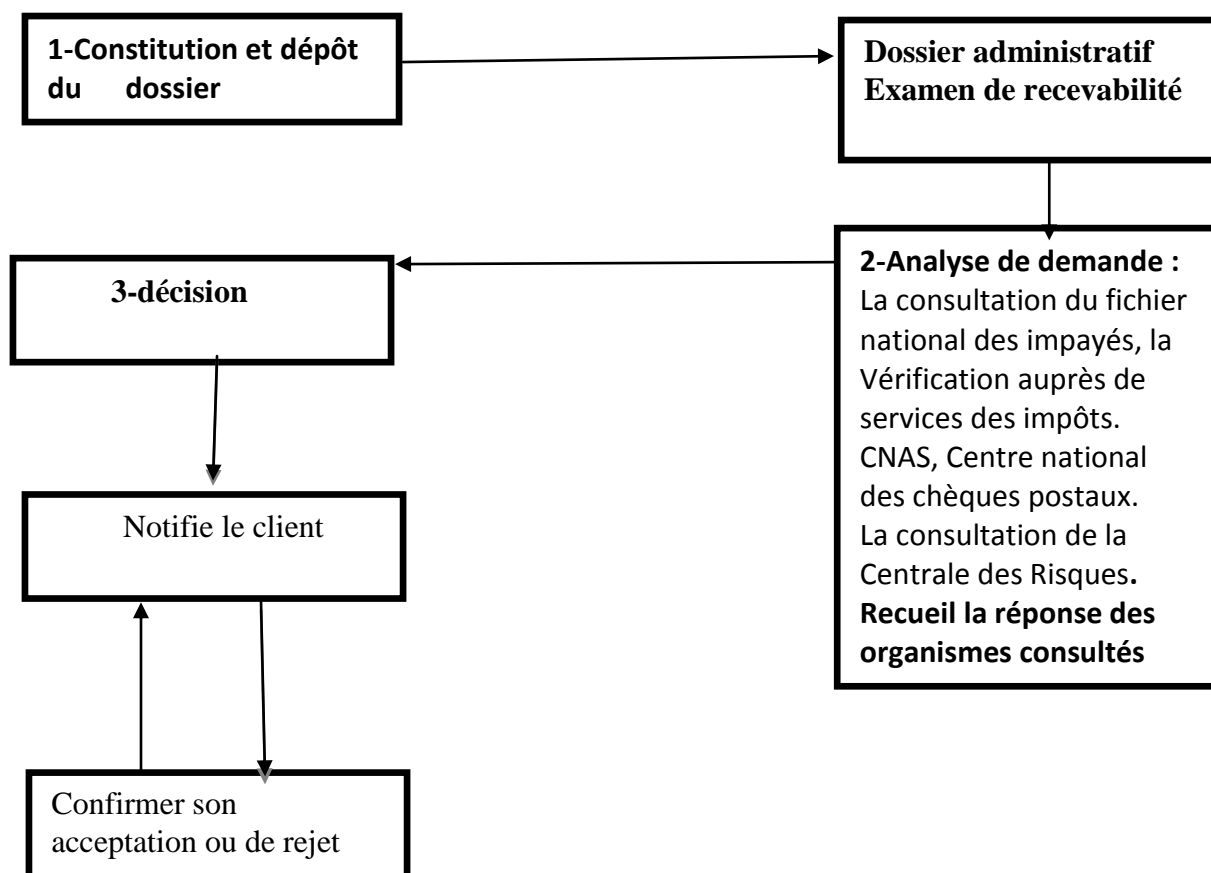 1-Constitution et dépôt
du dossier
Dossier administratif
Examen de recevabilité
2-Analyse de demande :
La consultation du fichier
national des impayés, la
Vérification auprès de
services des impôts.
CNAS, Centre national
des chèques postaux.
La consultation de la
Centrale des Risques.
Recueil la réponse des
organismes consultés
3-décision
Notifie le client
Confirmer son
acceptation ou de rejet